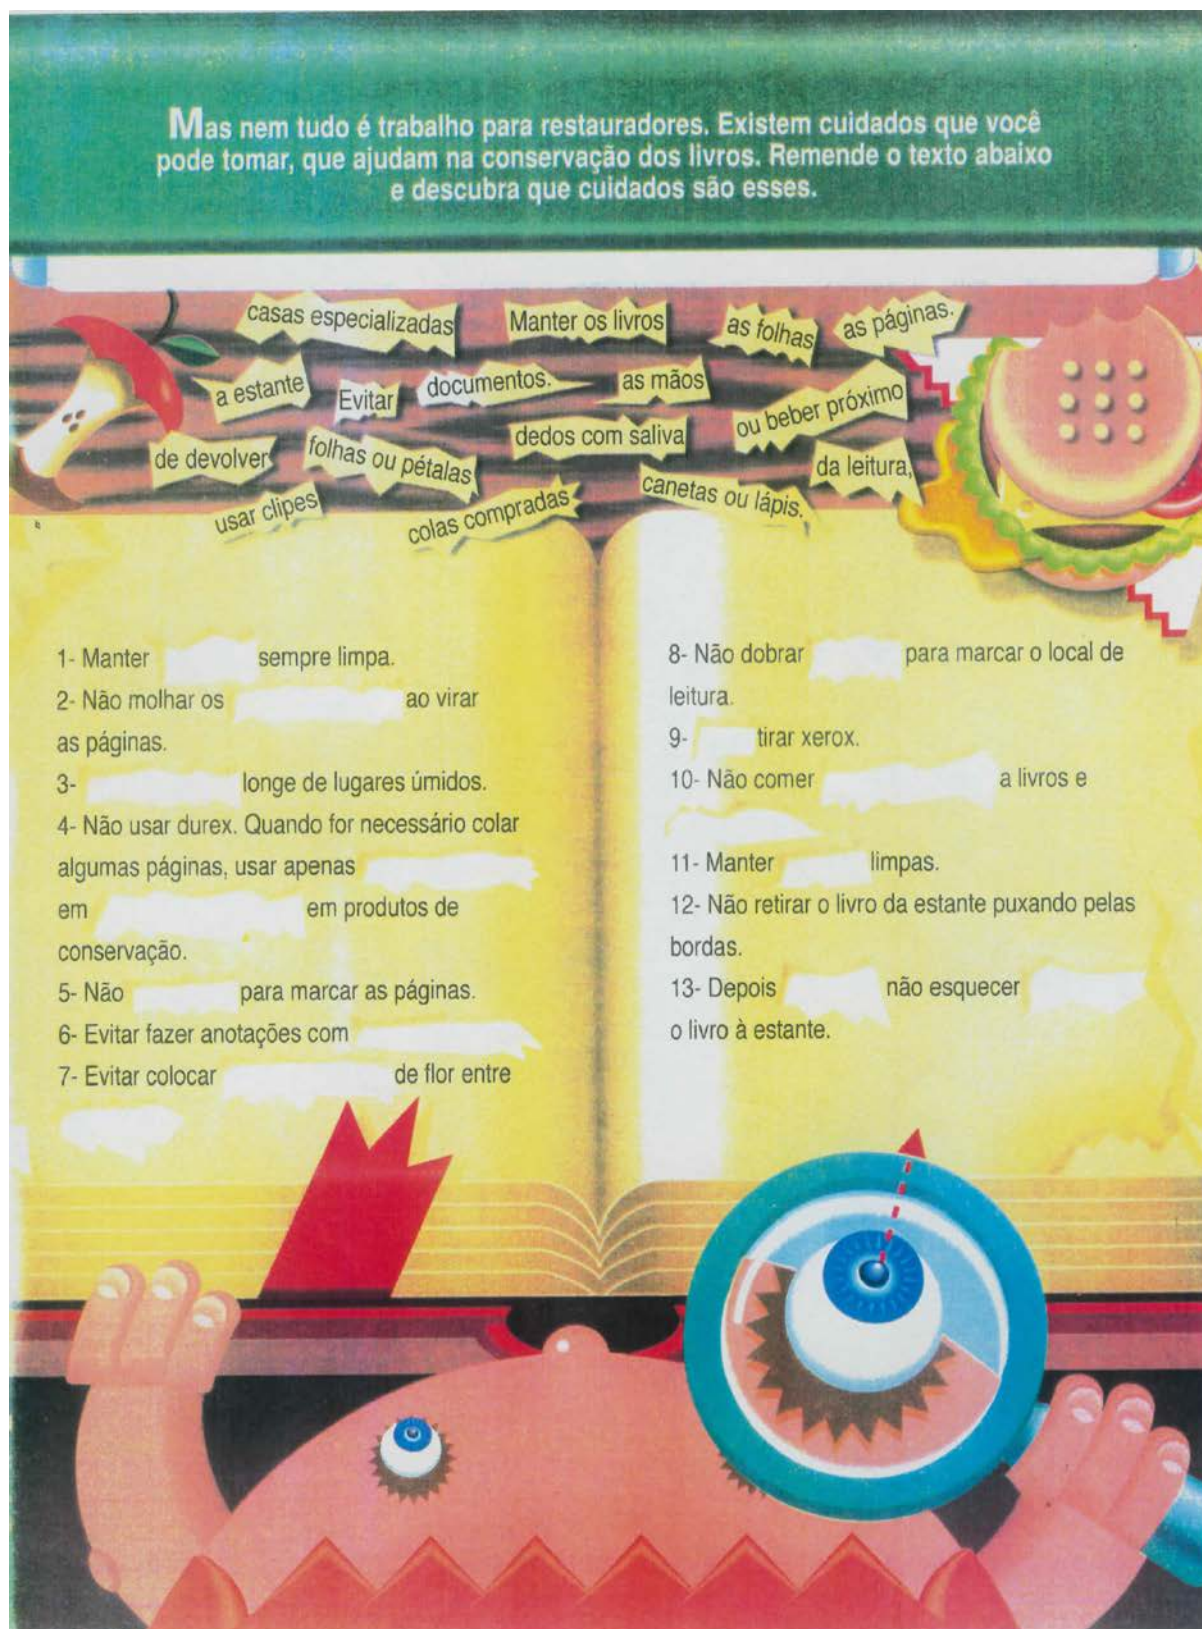 Mas nem tudo é trabalho para restauradores. Existem cuidados que você
pode tomar, que ajudam na conservação dos livros. Remende o texto abaixo
e descubra que cuidados são esses.
casas especializadas
Manter os livros
as folhas
as páginas.
a estante
Evitar
documentos.
as mãos
ou beber próximo
de devolver
folhas ou pétalas
dedos com saliva
da leitura,
usar clipes
colas compradas
canetas ou lápis.
1- Manter sempre limpa.
2- Não molhar os ao virar
as páginas.
3- longe de lugares úmidos.
4- Não usar durex. Quando for necessário colar
algumas páginas, usar apenas
em em produtos de
conservação.
5- Não para marcar as páginas.
6- Evitar fazer anotações com
7- Evitar colocar de flor entre
8- Não dobrar para marcar o local de
leitura.
9- tirar xerox.
10- Não comer a livros e
11- Manter limpas.
12- Não retirar o livro da estante puxando pelas
bordas.
13- Depois não esquecer
o livro à estante.